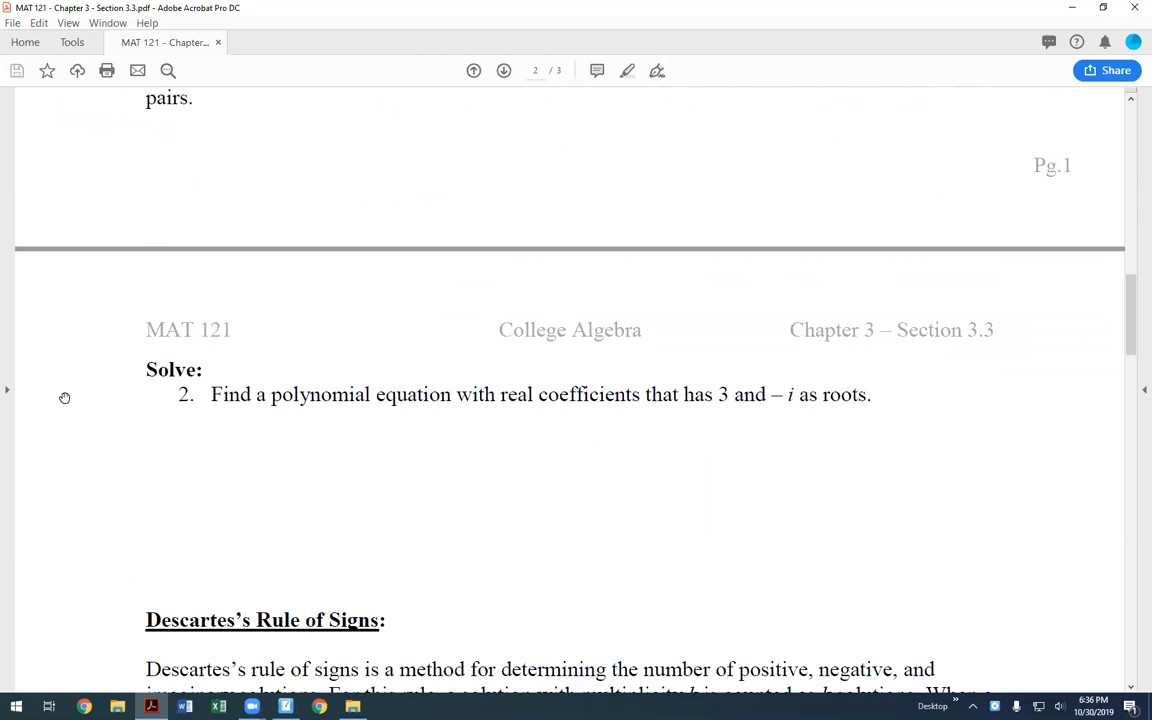 MAT 121 - Chapter 3 - Section 3.3.pdf - Adobe Acrobat Pro DC
File Edit View Window Help
Home Tools MAT 121 - Chapter... ×
2 / 3 Share
pairs.
Pg.1
MAT 121 College Algebra Chapter 3 – Section 3.3
Solve:
2. Find a polynomial equation with real coefficients that has 3 and – i as roots.
Descartes’s Rule of Signs:
Descartes’s rule of signs is a method for determining the number of positive, negative, and
Desktop » 6:36 PM
10/30/2019